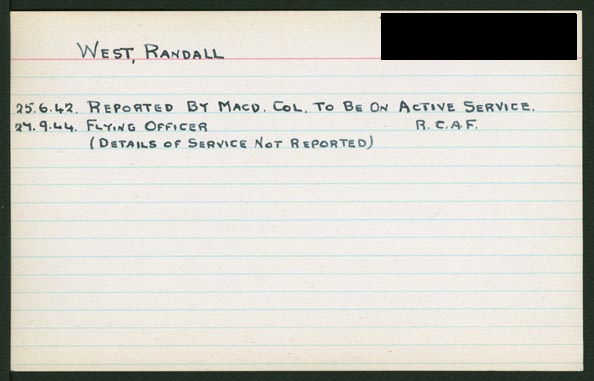 West, Randall
25.6.42. Reported By Macd. Col. To Be On Active Service.
27.9.44. Flying Officer R.C.A.F.
(Details of Service Not Reported)